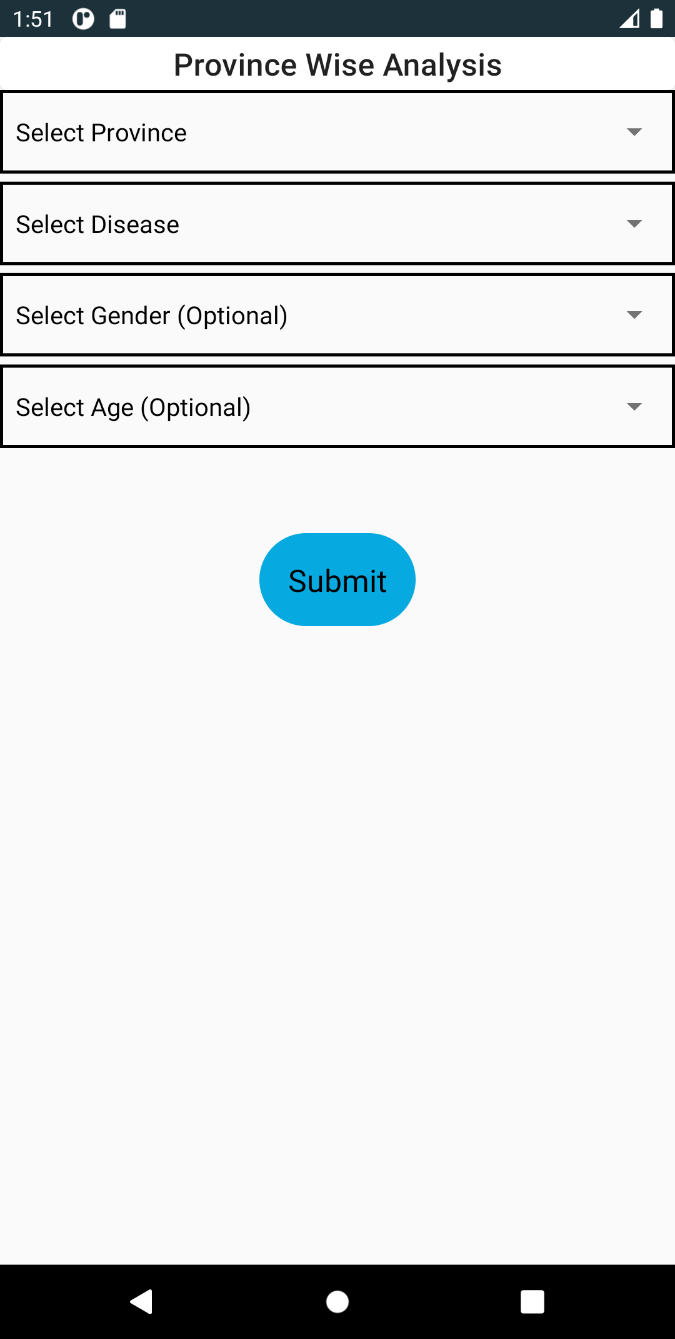 1:51
Province Wise Analysis
Select Province
Select Disease
Select Gender (Optional)
Select Age (Optional)
Submit